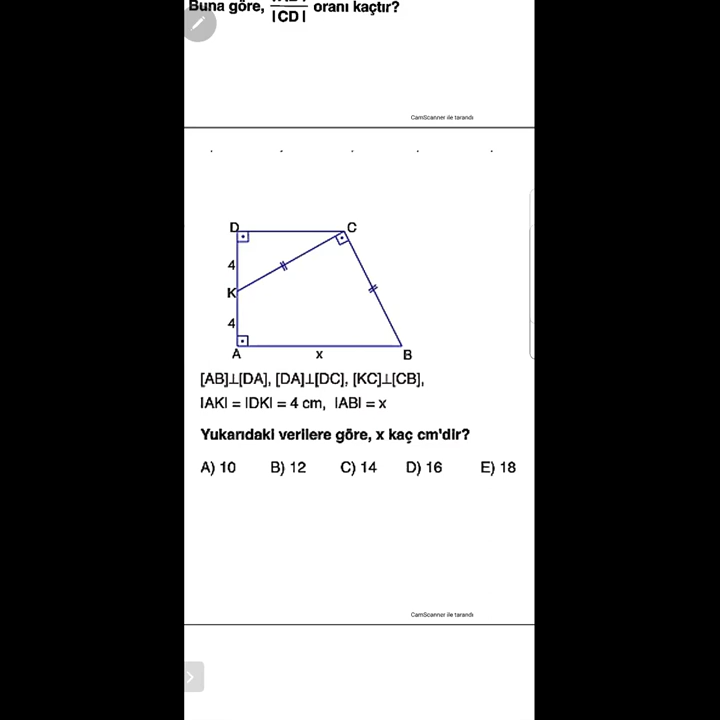 Buna göre, |CD| oranı kaçtır?
CamScanner ile tarandı
D
C
4
K
4
A
x
B
[AB]⊥[DA], [DA]⊥[DC], [KC]⊥[CB],
|AK| = |DK| = 4 cm, |AB| = x
Yukarıdaki verilere göre, x kaç cm'dir?
A) 10 B) 12 C) 14 D) 16 E) 18
CamScanner ile tarandı